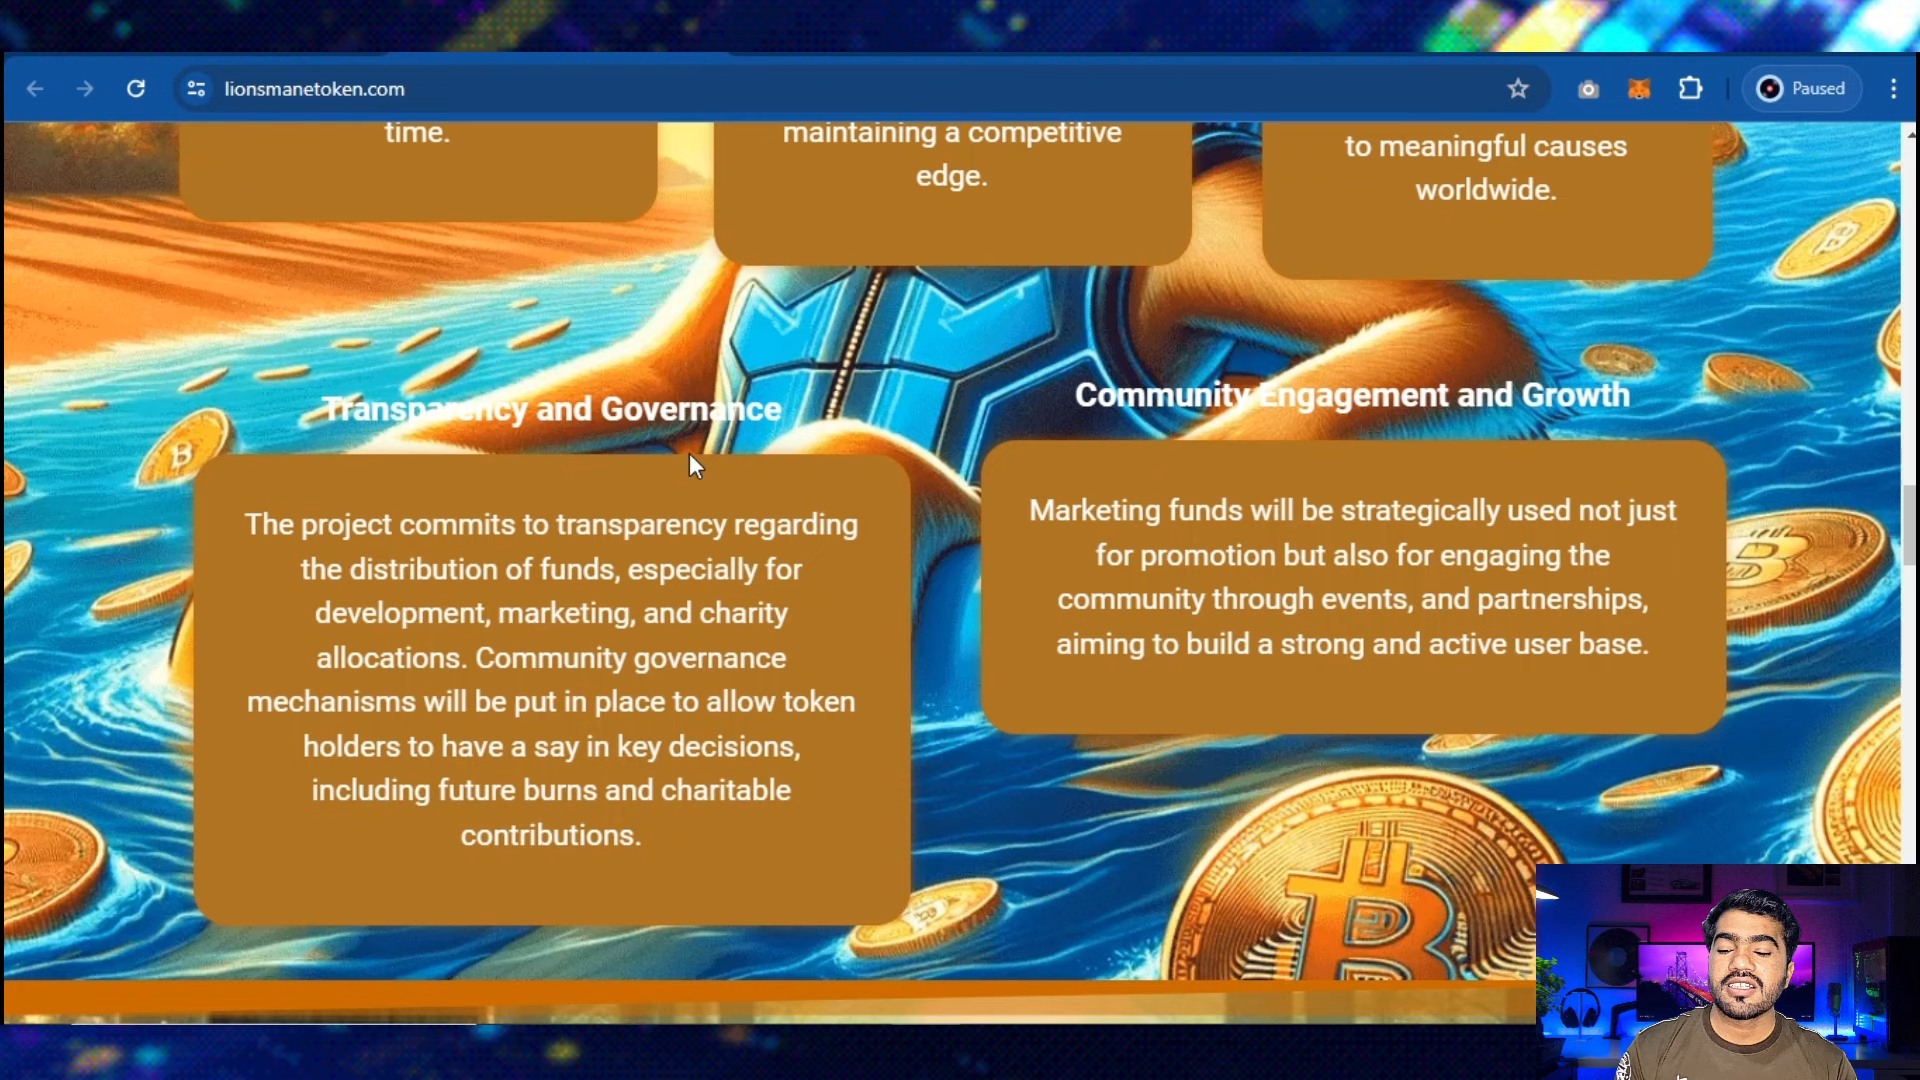 lionsmanetoken.com
Paused
time.
maintaining a competitive
edge.
to meaningful causes
worldwide.
Transparency and Governance
The project commits to transparency regarding
the distribution of funds, especially for
development, marketing, and charity
allocations. Community governance
mechanisms will be put in place to allow token
holders to have a say in key decisions,
including future burns and charitable
contributions.
Community Engagement and Growth
Marketing funds will be strategically used not just
for promotion but also for engaging the
community through events, and partnerships,
aiming to build a strong and active user base.